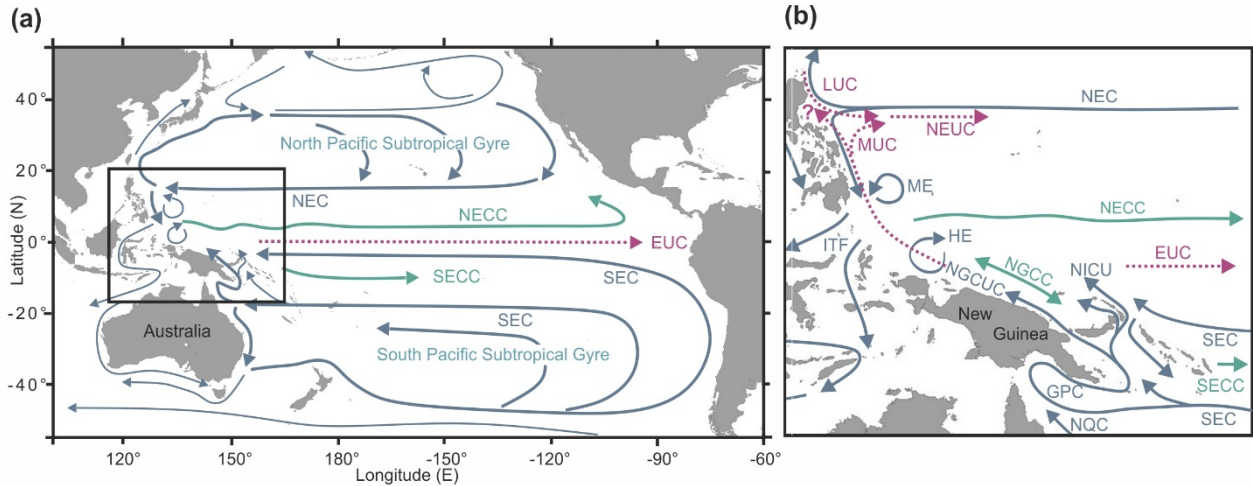 (a)
40°
20°
0°
-20°
-40°
Latitude (N)
120°
150°
180°
-150°
-120°
-90°
-60°
Longitude (E)
North Pacific Subtropical Gyre
NEC
NECC
EUC
SECC
SEC
SEC
South Pacific Subtropical Gyre
Australia
(b)
LUC
NEC
?
NEUC
MUC
ME
NECC
ITF
HE
EUC
NGCC
NICU
NGCUC
New
Guinea
SEC
SECC
GPC
NQC
SEC